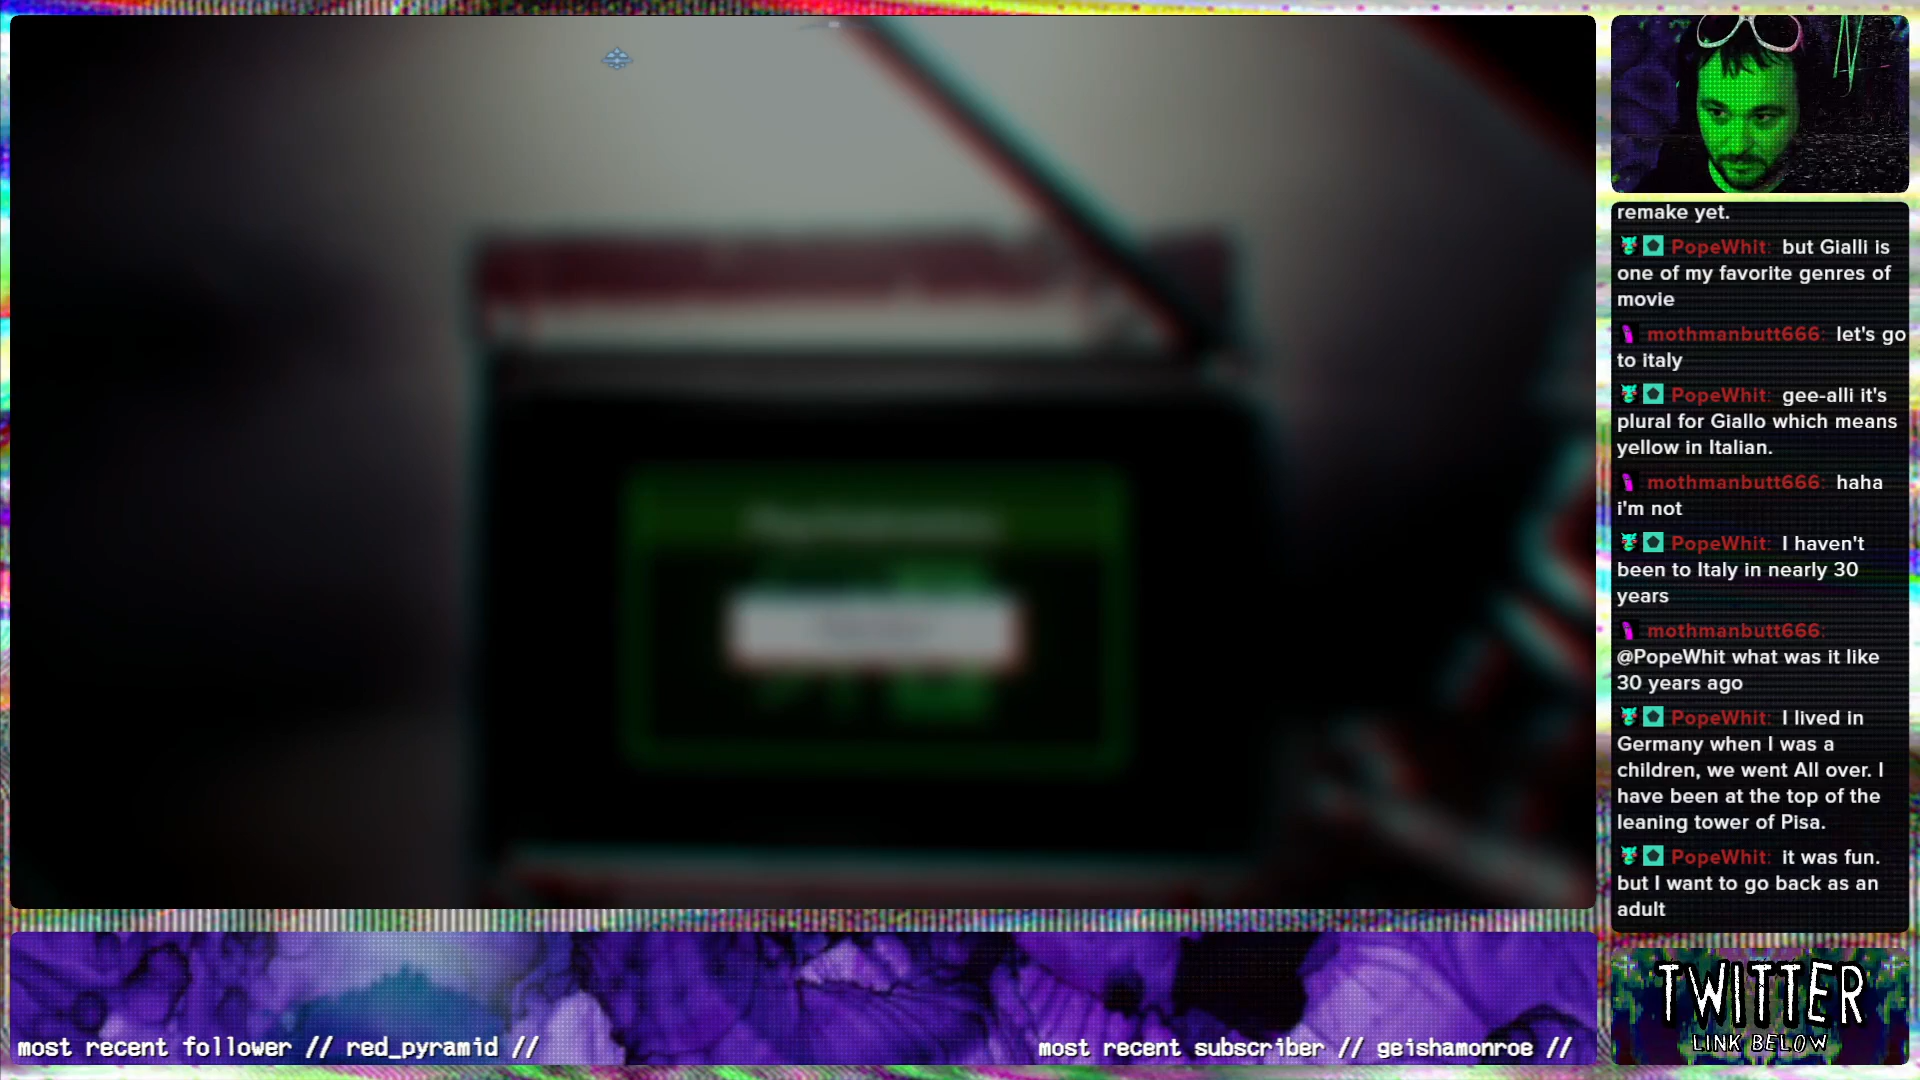 remake yet.
PopeWhit: but Gialli is
one of my favorite genres of
movie
mothmanbutt666: let's go
to italy
PopeWhit: gee-alli it's
plural for Giallo which means
yellow in Italian.
mothmanbutt666: haha
i'm not
PopeWhit: I haven't
been to Italy in nearly 30
years
mothmanbutt666:
@PopeWhit what was it like
30 years ago
PopeWhit: I lived in
Germany when I was a
children, we went All over. I
have been at the top of the
leaning tower of Pisa.
PopeWhit: it was fun.
but I want to go back as an
adult
TWITTER
LINK BELOW
most recent follower // red_pyramid //
most recent subscriber // geishamonroe //